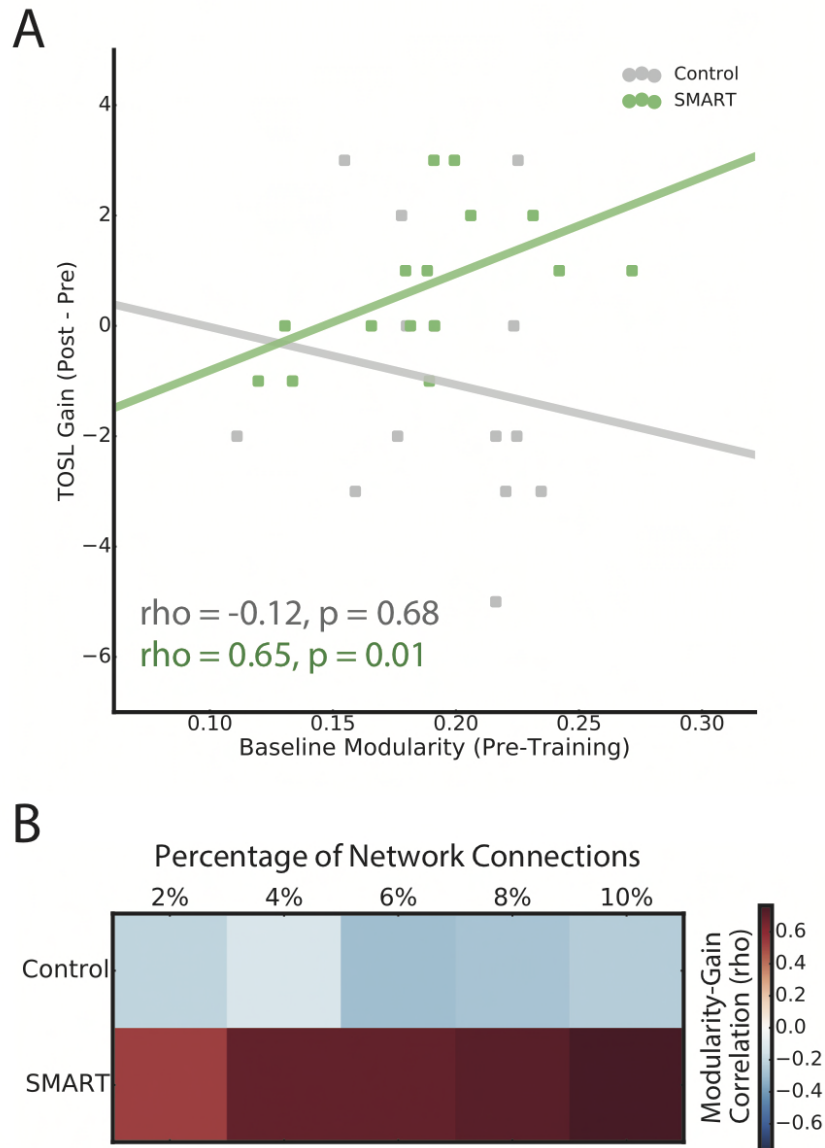 A
Control
SMART
4
2
0
−2
−4
−6
TOSL Gain (Post - Pre)
rho = -0.12, p = 0.68
rho = 0.65, p = 0.01
0.10 0.15 0.20 0.25 0.30
Baseline Modularity (Pre-Training)
B
Percentage of Network Connections
2% 4% 6% 8% 10%
Control
SMART
Modularity-Gain
Correlation (rho)
0.6
0.4
0.2
0.0
−0.2
−0.4
−0.6